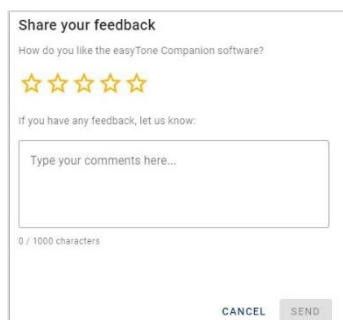 Share your feedback
How do you like the easyTone Companion software?
If you have any feedback, let us know:
Type your comments here...
0 / 1000 characters
CANCEL SEND